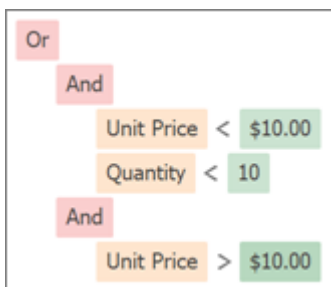 Or
And
Unit Price < $10.00
Quantity < 10
And
Unit Price > $10.00